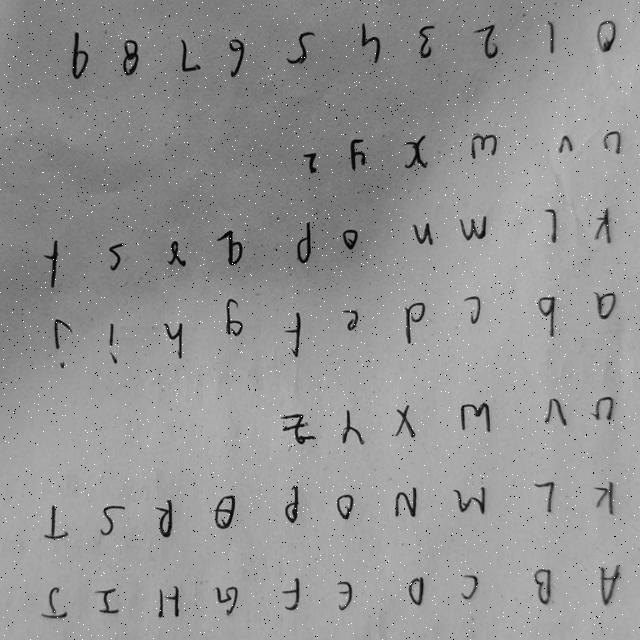 A B C D E F G H I J
K L M N O P Q R S T
U V W X Y Z
a b c d e f g h i j
k l m n o p q r s t
u v w x y z
0 1 2 3 4 5 6 7 8 9